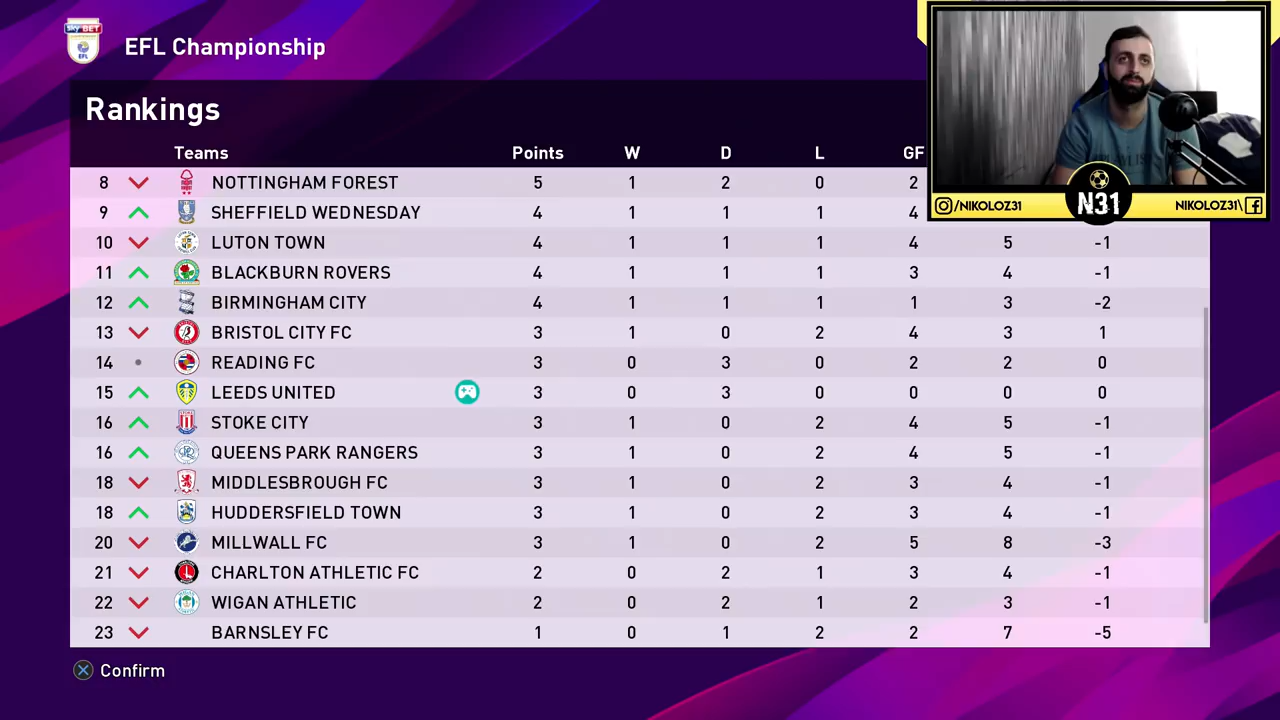 sky BET
EFL
EFL Championship
Rankings
Teams Points W D L GF
8 NOTTINGHAM FOREST 5 1 2 0 2
9 SHEFFIELD WEDNESDAY 4 1 1 1 4
10 LUTON TOWN 4 1 1 1 4 5 -1
11 BLACKBURN ROVERS 4 1 1 1 3 4 -1
12 BIRMINGHAM CITY 4 1 1 1 1 3 -2
13 BRISTOL CITY FC 3 1 0 2 4 3 1
14 READING FC 3 0 3 0 2 2 0
15 LEEDS UNITED 3 0 3 0 0 0 0
16 STOKE CITY 3 1 0 2 4 5 -1
16 QUEENS PARK RANGERS 3 1 0 2 4 5 -1
18 MIDDLESBROUGH FC 3 1 0 2 3 4 -1
18 HUDDERSFIELD TOWN 3 1 0 2 3 4 -1
20 MILLWALL FC 3 1 0 2 5 8 -3
21 CHARLTON ATHLETIC FC 2 0 2 1 3 4 -1
22 WIGAN ATHLETIC 2 0 2 1 2 3 -1
23 BARNSLEY FC 1 0 1 2 2 7 -5
Confirm
/NIKOLOZ31
N31
NIKOLOZ31\